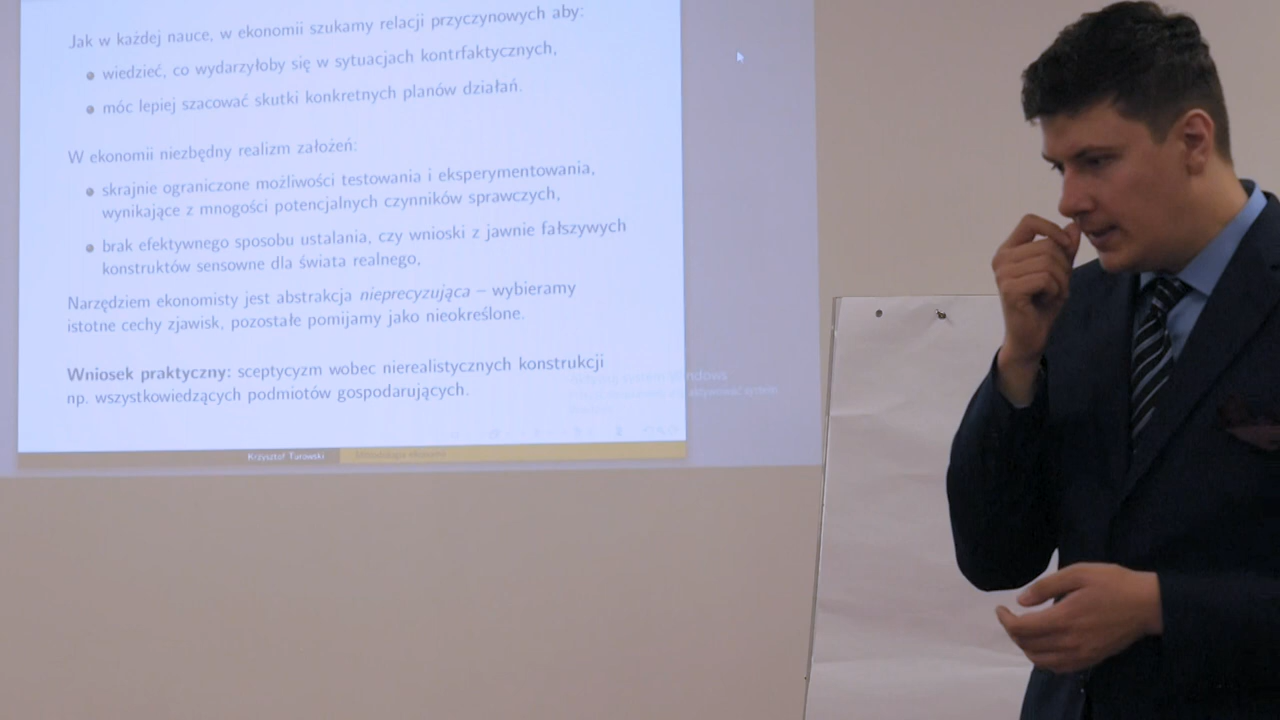 Jak w każdej nauce, w ekonomii szukamy relacji przyczynowych aby:
wiedzieć, co wydarzyłoby się w sytuacjach kontrfaktycznych,
móc lepiej szacować skutki konkretnych planów działań.
W ekonomii niezbędny realizm założeń:
skrajnie ograniczone możliwości testowania i eksperymentowania,
wynikające z mnogości potencjalnych czynników sprawczych,
brak efektywnego sposobu ustalania, czy wnioski z jawnie fałszywych
konstruktów sensowne dla świata realnego,
Narzędziem ekonomisty jest abstrakcja nieprecyzująca – wybieramy
istotne cechy zjawisk, pozostałe pomijamy jako nieokreślone.
Wniosek praktyczny: sceptycyzm wobec nierealistycznych konstrukcji
np. wszystkowiedzących podmiotów gospodarujących.
Krzysztof Turowski Metodologia ekonomii